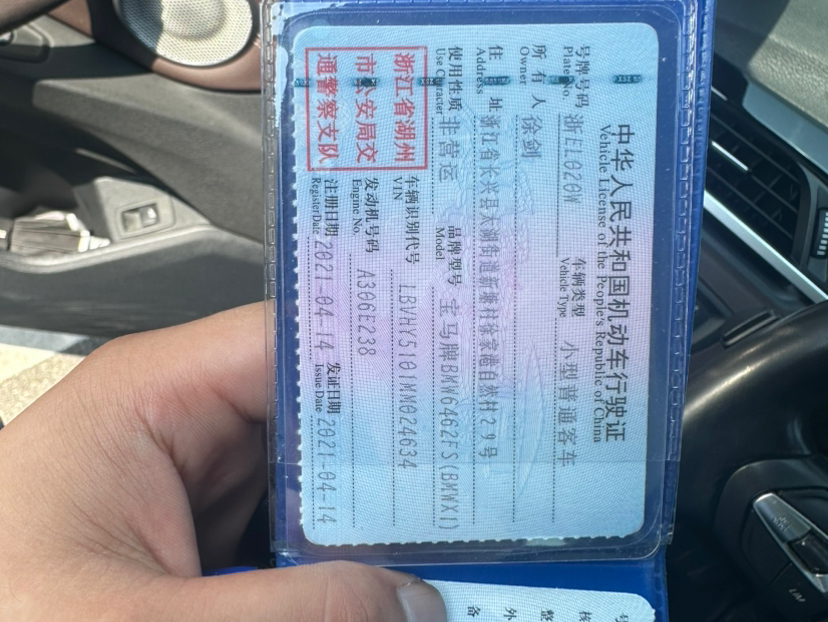 中华人民共和国机动车行驶证
Vehicle License of the People's Republic of China
号牌号码 浙EL020W 车辆类型 小型普通客车
Plate No. Vehicle Type
所有人 徐剑
Owner
住址 浙江省长兴县太湖街道新塘村徐家浩自然村29号
Address
使用性质 非营运 品牌型号 宝马牌BMW6462FS(BMWX1)
Use Character Model
浙江省湖州
市公安局交
通警察支队
车辆识别代号 LBVHY5101MM024634
VIN
发动机号码 A306E238
Engine No.
注册日期 2021-04-14 发证日期 2021-04-14
Register Date Issue Date
号
核
整
外
备